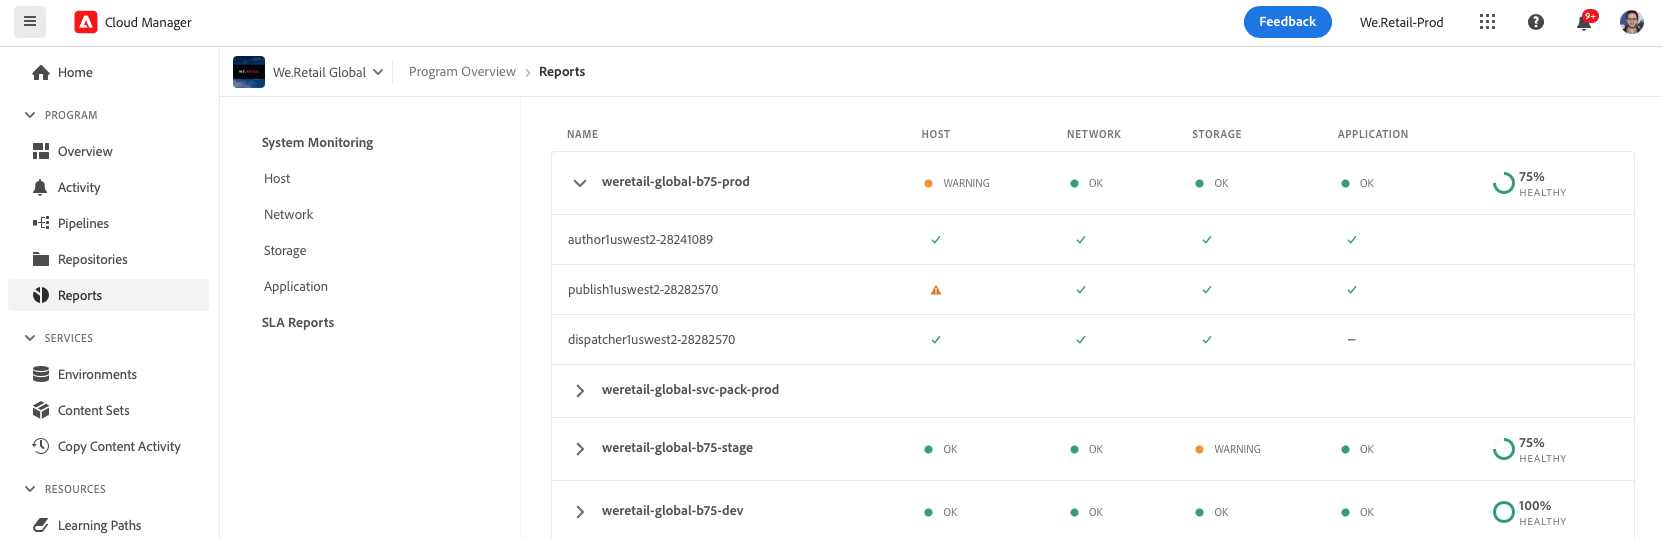 Cloud Manager
Feedback
We.Retail-Prod
9+
Home
PROGRAM
Overview
Activity
Pipelines
Repositories
Reports
SERVICES
Environments
Content Sets
Copy Content Activity
RESOURCES
Learning Paths
WE.RETAIL
We.Retail Global
Program Overview > Reports
System Monitoring
Host
Network
Storage
Application
SLA Reports
NAME HOST NETWORK STORAGE APPLICATION
weretail-global-b75-prod WARNING OK OK OK 75% HEALTHY
author1uswest2-28241089
publish1uswest2-28282570
dispatcher1uswest2-28282570 –
weretail-global-svc-pack-prod
weretail-global-b75-stage OK OK WARNING OK 75% HEALTHY
weretail-global-b75-dev OK OK OK OK 100% HEALTHY